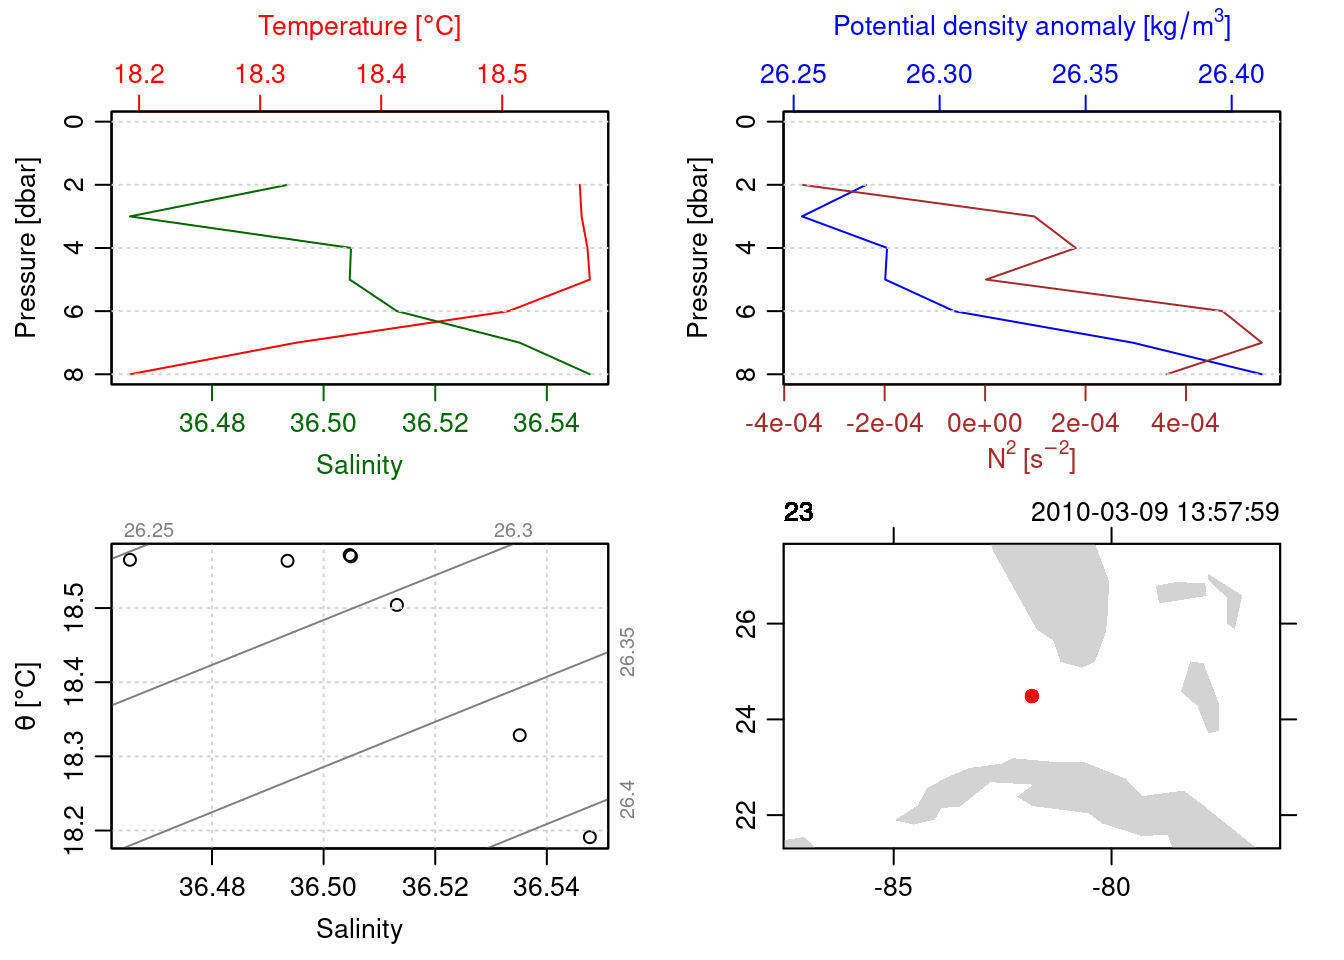 Temperature [°C]
18.2 18.3 18.4 18.5
0
2
4
6
8
Pressure [dbar]
36.48 36.50 36.52 36.54
Salinity
Potential density anomaly [kg/m³]
26.25 26.30 26.35 26.40
0
2
4
6
8
Pressure [dbar]
-4e-04 -2e-04 0e+00 2e-04 4e-04
N² [s⁻²]
26.25 26.3
26.35
26.4
18.5
18.4
18.3
18.2
θ [°C]
36.48 36.50 36.52 36.54
Salinity
23 2010-03-09 13:57:59
26
24
22
-85 -80